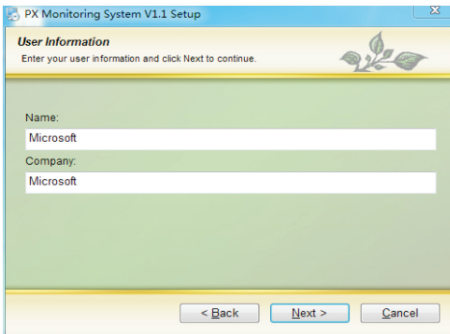 PX Monitoring System V1.1 Setup
User Information
Enter your user information and click Next to continue.
Name:
Microsoft
Company:
Microsoft
< Back
Next >
Cancel